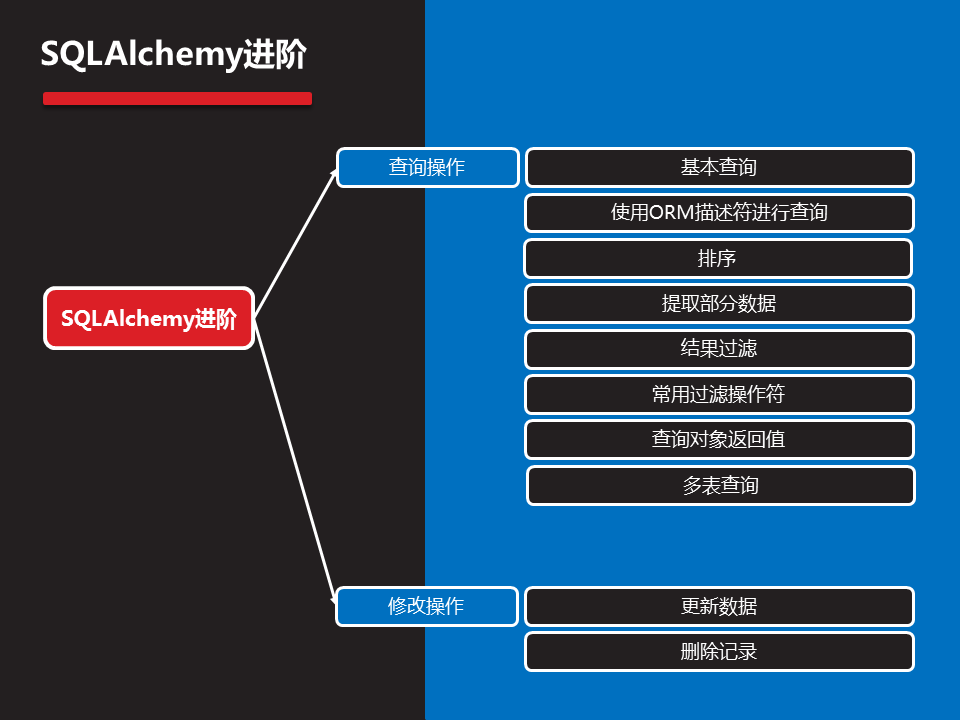 SQLAlchemy进阶
SQLAlchemy进阶
查询操作
基本查询
使用ORM描述符进行查询
排序
提取部分数据
结果过滤
常用过滤操作符
查询对象返回值
多表查询
修改操作
更新数据
删除记录